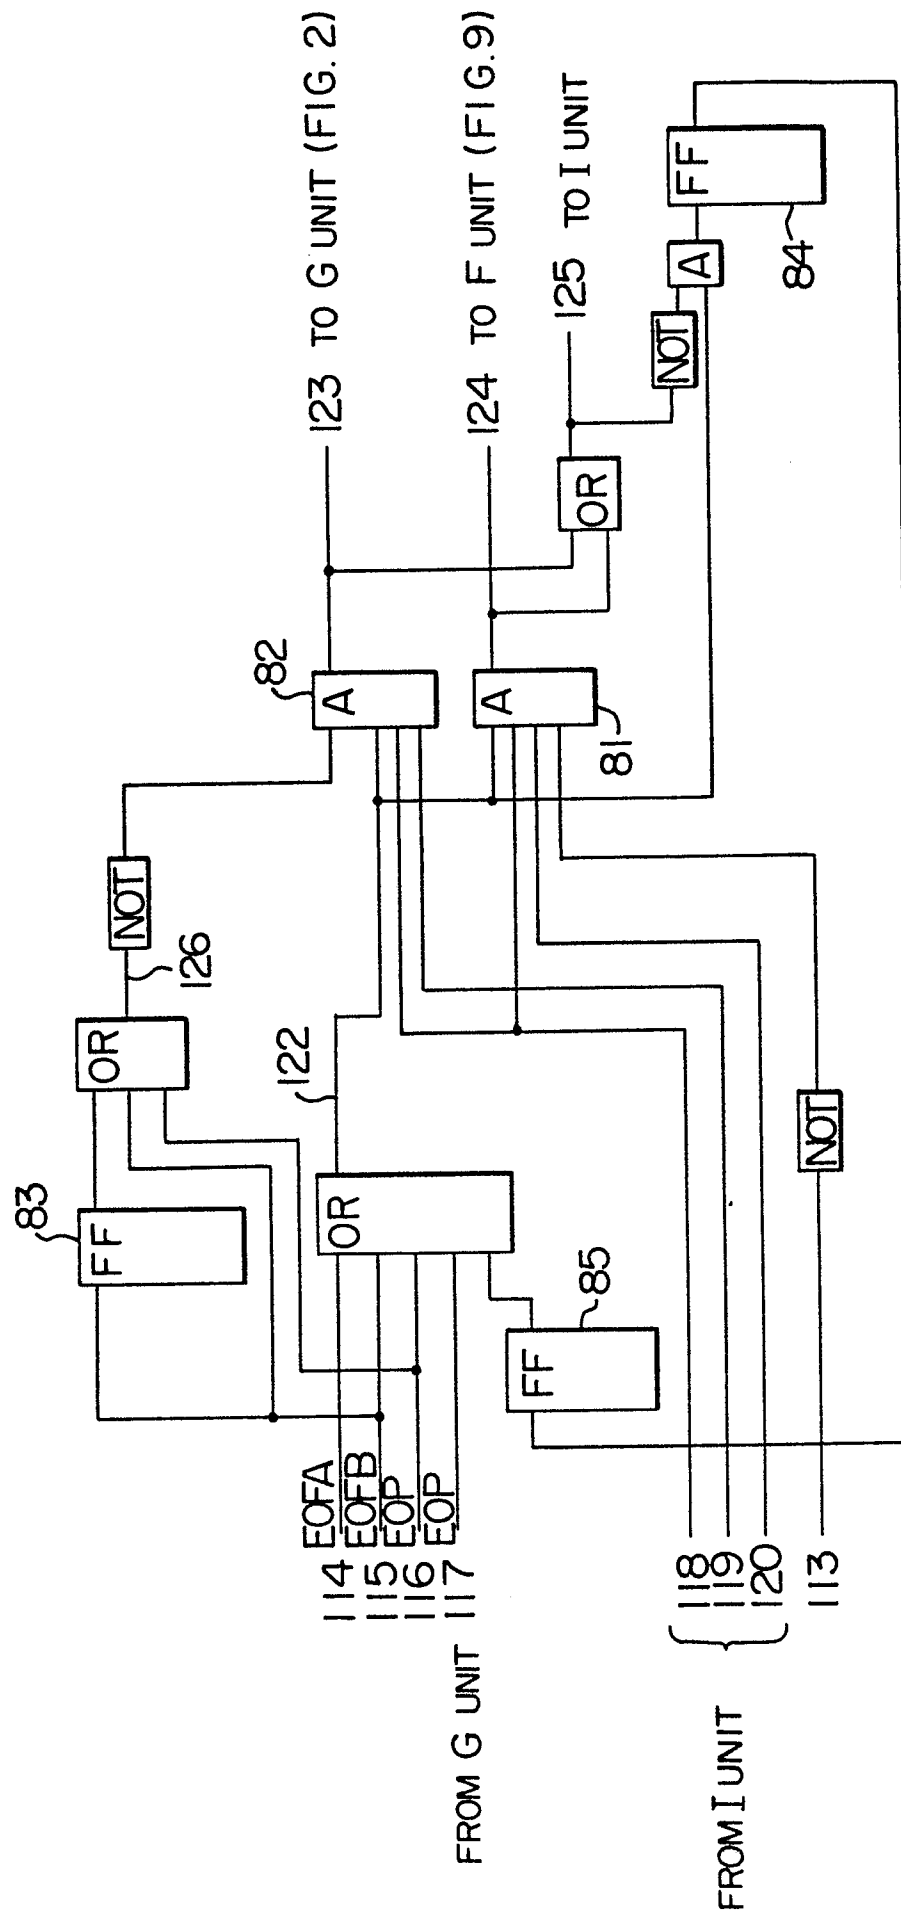 123 TO G UNIT (FIG. 2)
124 TO F UNIT (FIG. 9)
125 TO I UNIT
FF
84
A
NOT
OR
82
A
A
81
NOT
126
OR
122
83
FF
OR
85
FF
NOT
EOFA
114
EOFB
115
EOP
116
EOP
117
FROM G UNIT
118
119
120
113
FROM I UNIT